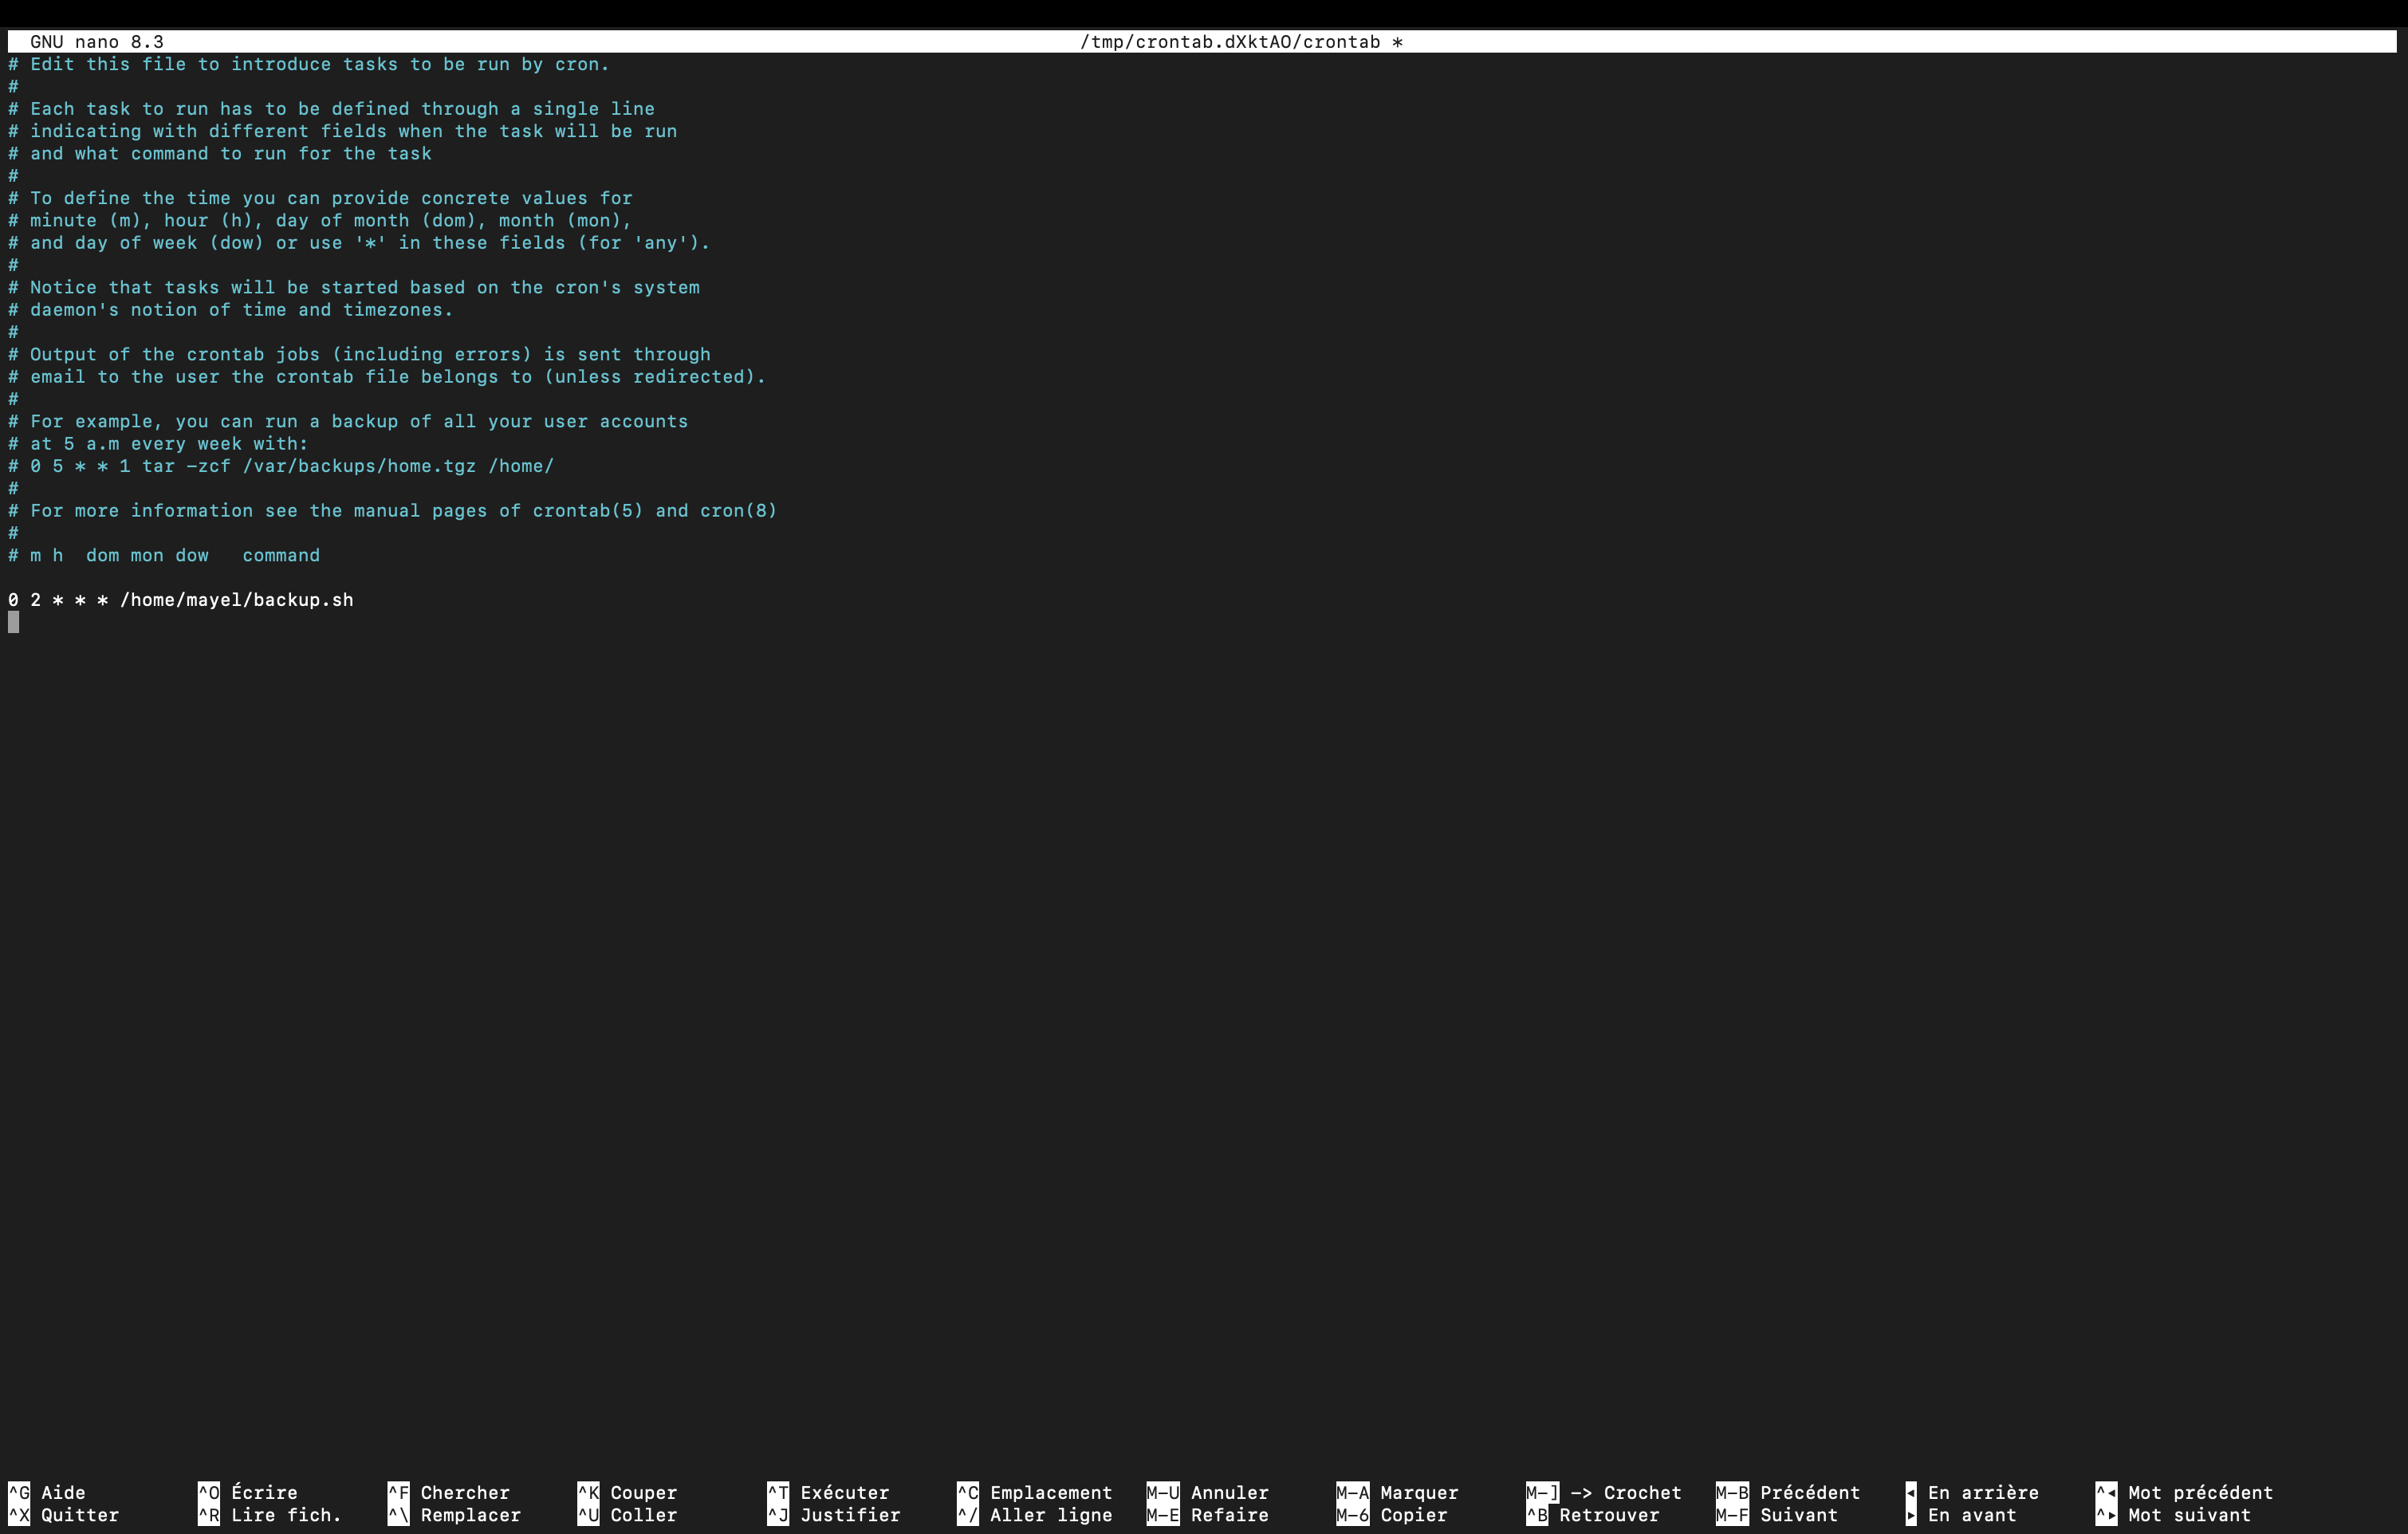 GNU nano 8.3 /tmp/crontab.dXktAO/crontab *
# Edit this file to introduce tasks to be run by cron.
#
# Each task to run has to be defined through a single line
# indicating with different fields when the task will be run
# and what command to run for the task
#
# To define the time you can provide concrete values for
# minute (m), hour (h), day of month (dom), month (mon),
# and day of week (dow) or use '*' in these fields (for 'any').
#
# Notice that tasks will be started based on the cron's system
# daemon's notion of time and timezones.
#
# Output of the crontab jobs (including errors) is sent through
# email to the user the crontab file belongs to (unless redirected).
#
# For example, you can run a backup of all your user accounts
# at 5 a.m every week with:
# 0 5 * * 1 tar -zcf /var/backups/home.tgz /home/
#
# For more information see the manual pages of crontab(5) and cron(8)
#
# m h  dom mon dow   command
0 2 * * * /home/mayel/backup.sh
^G Aide ^O Écrire ^F Chercher ^K Couper ^T Exécuter ^C Emplacement M-U Annuler M-A Marquer M-] -> Crochet M-B Précédent ◂ En arrière ^◂ Mot précédent
^X Quitter ^R Lire fich. ^\ Remplacer ^U Coller ^J Justifier ^/ Aller ligne M-E Refaire M-6 Copier ^B Retrouver M-F Suivant ▸ En avant ^▸ Mot suivant